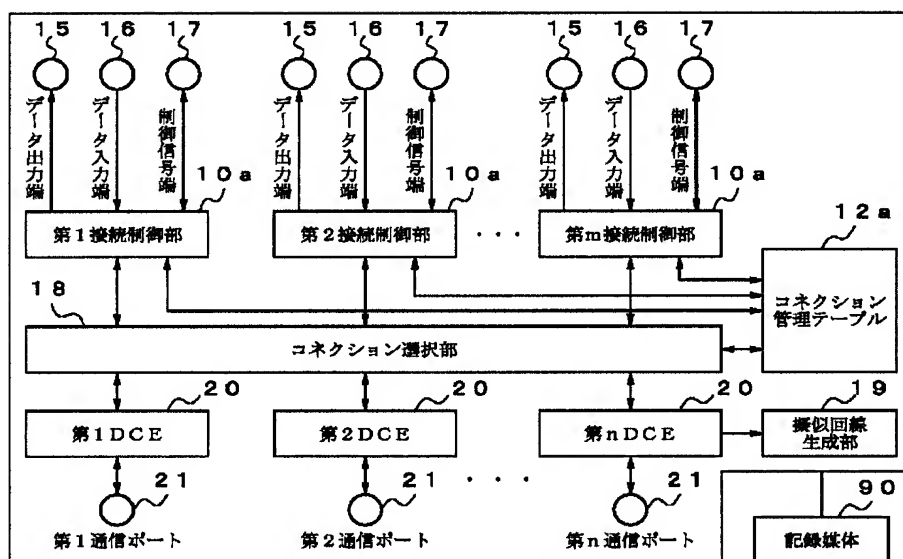 15 16 17 15 16 17 15 16 17
データ出力端
データ入力端
制御信号端
データ出力端
データ入力端
制御信号端
データ出力端
データ入力端
制御信号端
10a 10a 10a
12a
第1接続制御部
第2接続制御部
・・・
第m接続制御部
コネクション
管理テーブル
18
コネクション選択部
20 20 20 19
第1DCE
第2DCE
第nDCE
擬似回線
生成部
21 21 ・・・ 21
90
第1通信ポート
第2通信ポート
第n通信ポート
記録媒体